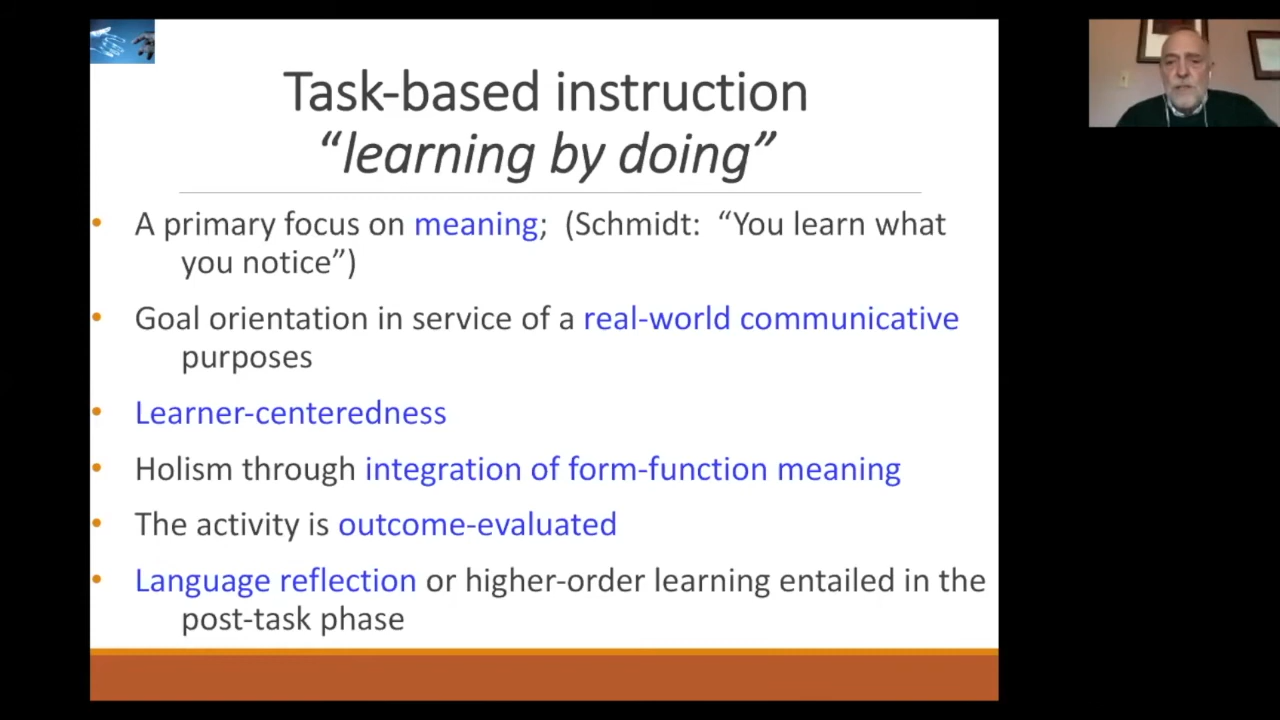 Task-based instruction
“learning by doing”
• A primary focus on meaning; (Schmidt: “You learn what
you notice”)
• Goal orientation in service of a real-world communicative
purposes
• Learner-centeredness
• Holism through integration of form-function meaning
• The activity is outcome-evaluated
• Language reflection or higher-order learning entailed in the
post-task phase